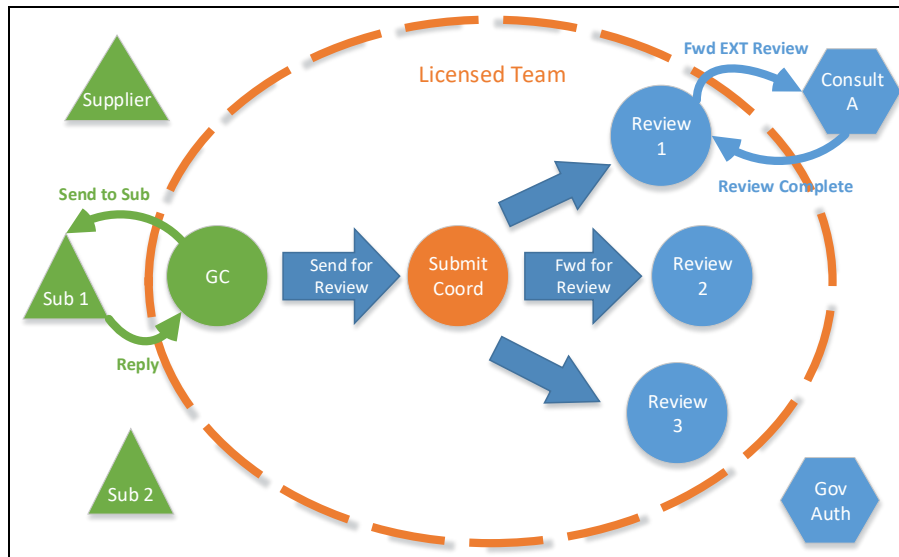 Fwd EXT Review
Licensed Team
Consult
A
Supplier
Review
1
Review Complete
Send to Sub
Sub 1
GC
Send for
Review
Submit
Coord
Fwd for
Review
Review
2
Reply
Review
3
Sub 2
Gov
Auth